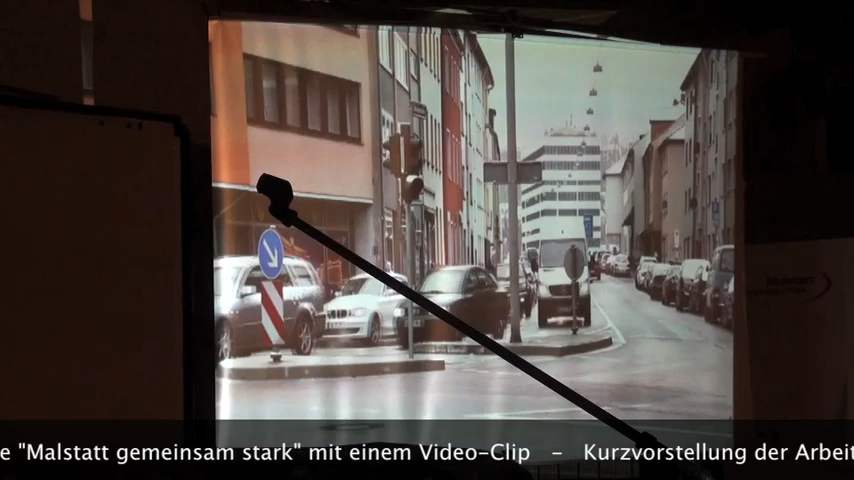 e "Malstatt gemeinsam stark" mit einem Video-Clip - Kurzvorstellung der Arbeit